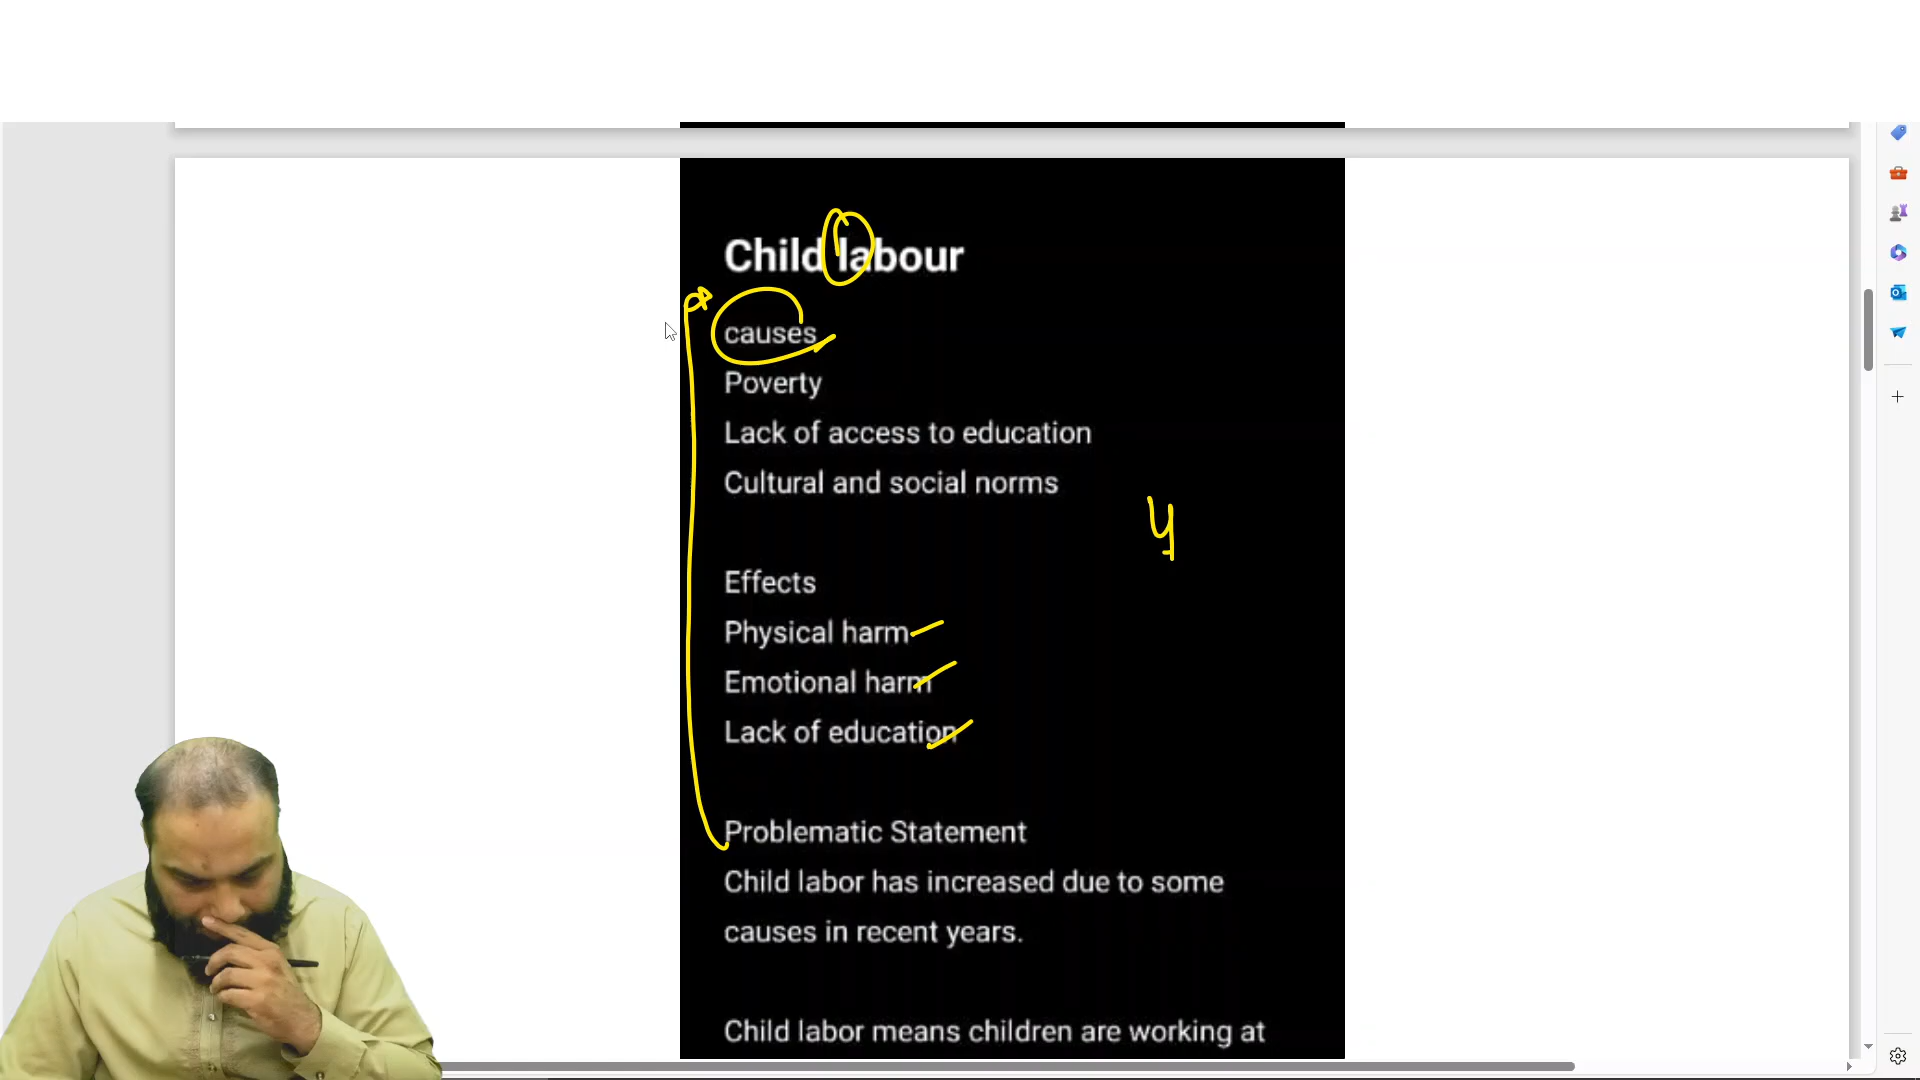 Child labour
causes
Poverty
Lack of access to education
Cultural and social norms
4
Effects
Physical harm
Emotional harm
Lack of education
Problematic Statement
Child labor has increased due to some
causes in recent years.
Child labor means children are working at